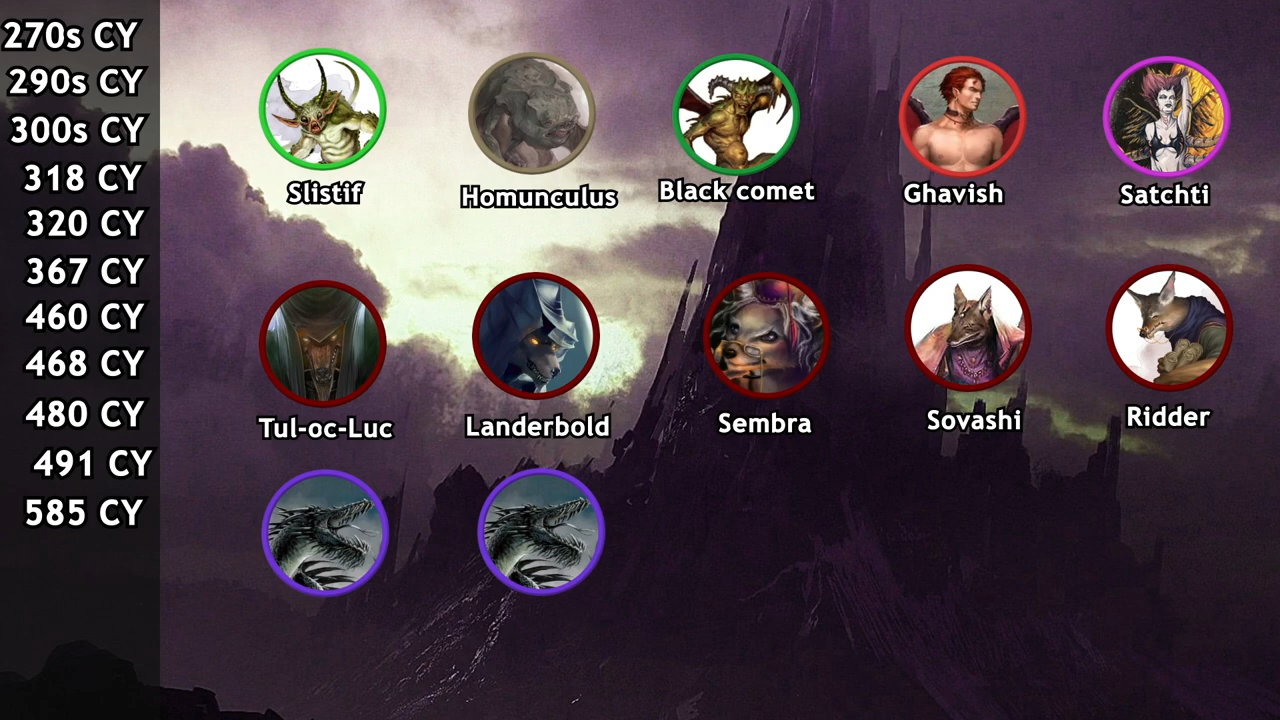 270s CY
290s CY
300s CY
318 CY
320 CY
367 CY
460 CY
468 CY
480 CY
491 CY
585 CY
Slistif
Homunculus
Black comet
Ghavish
Satchti
Tul-oc-Luc
Landerbold
Sembra
Sovashi
Ridder